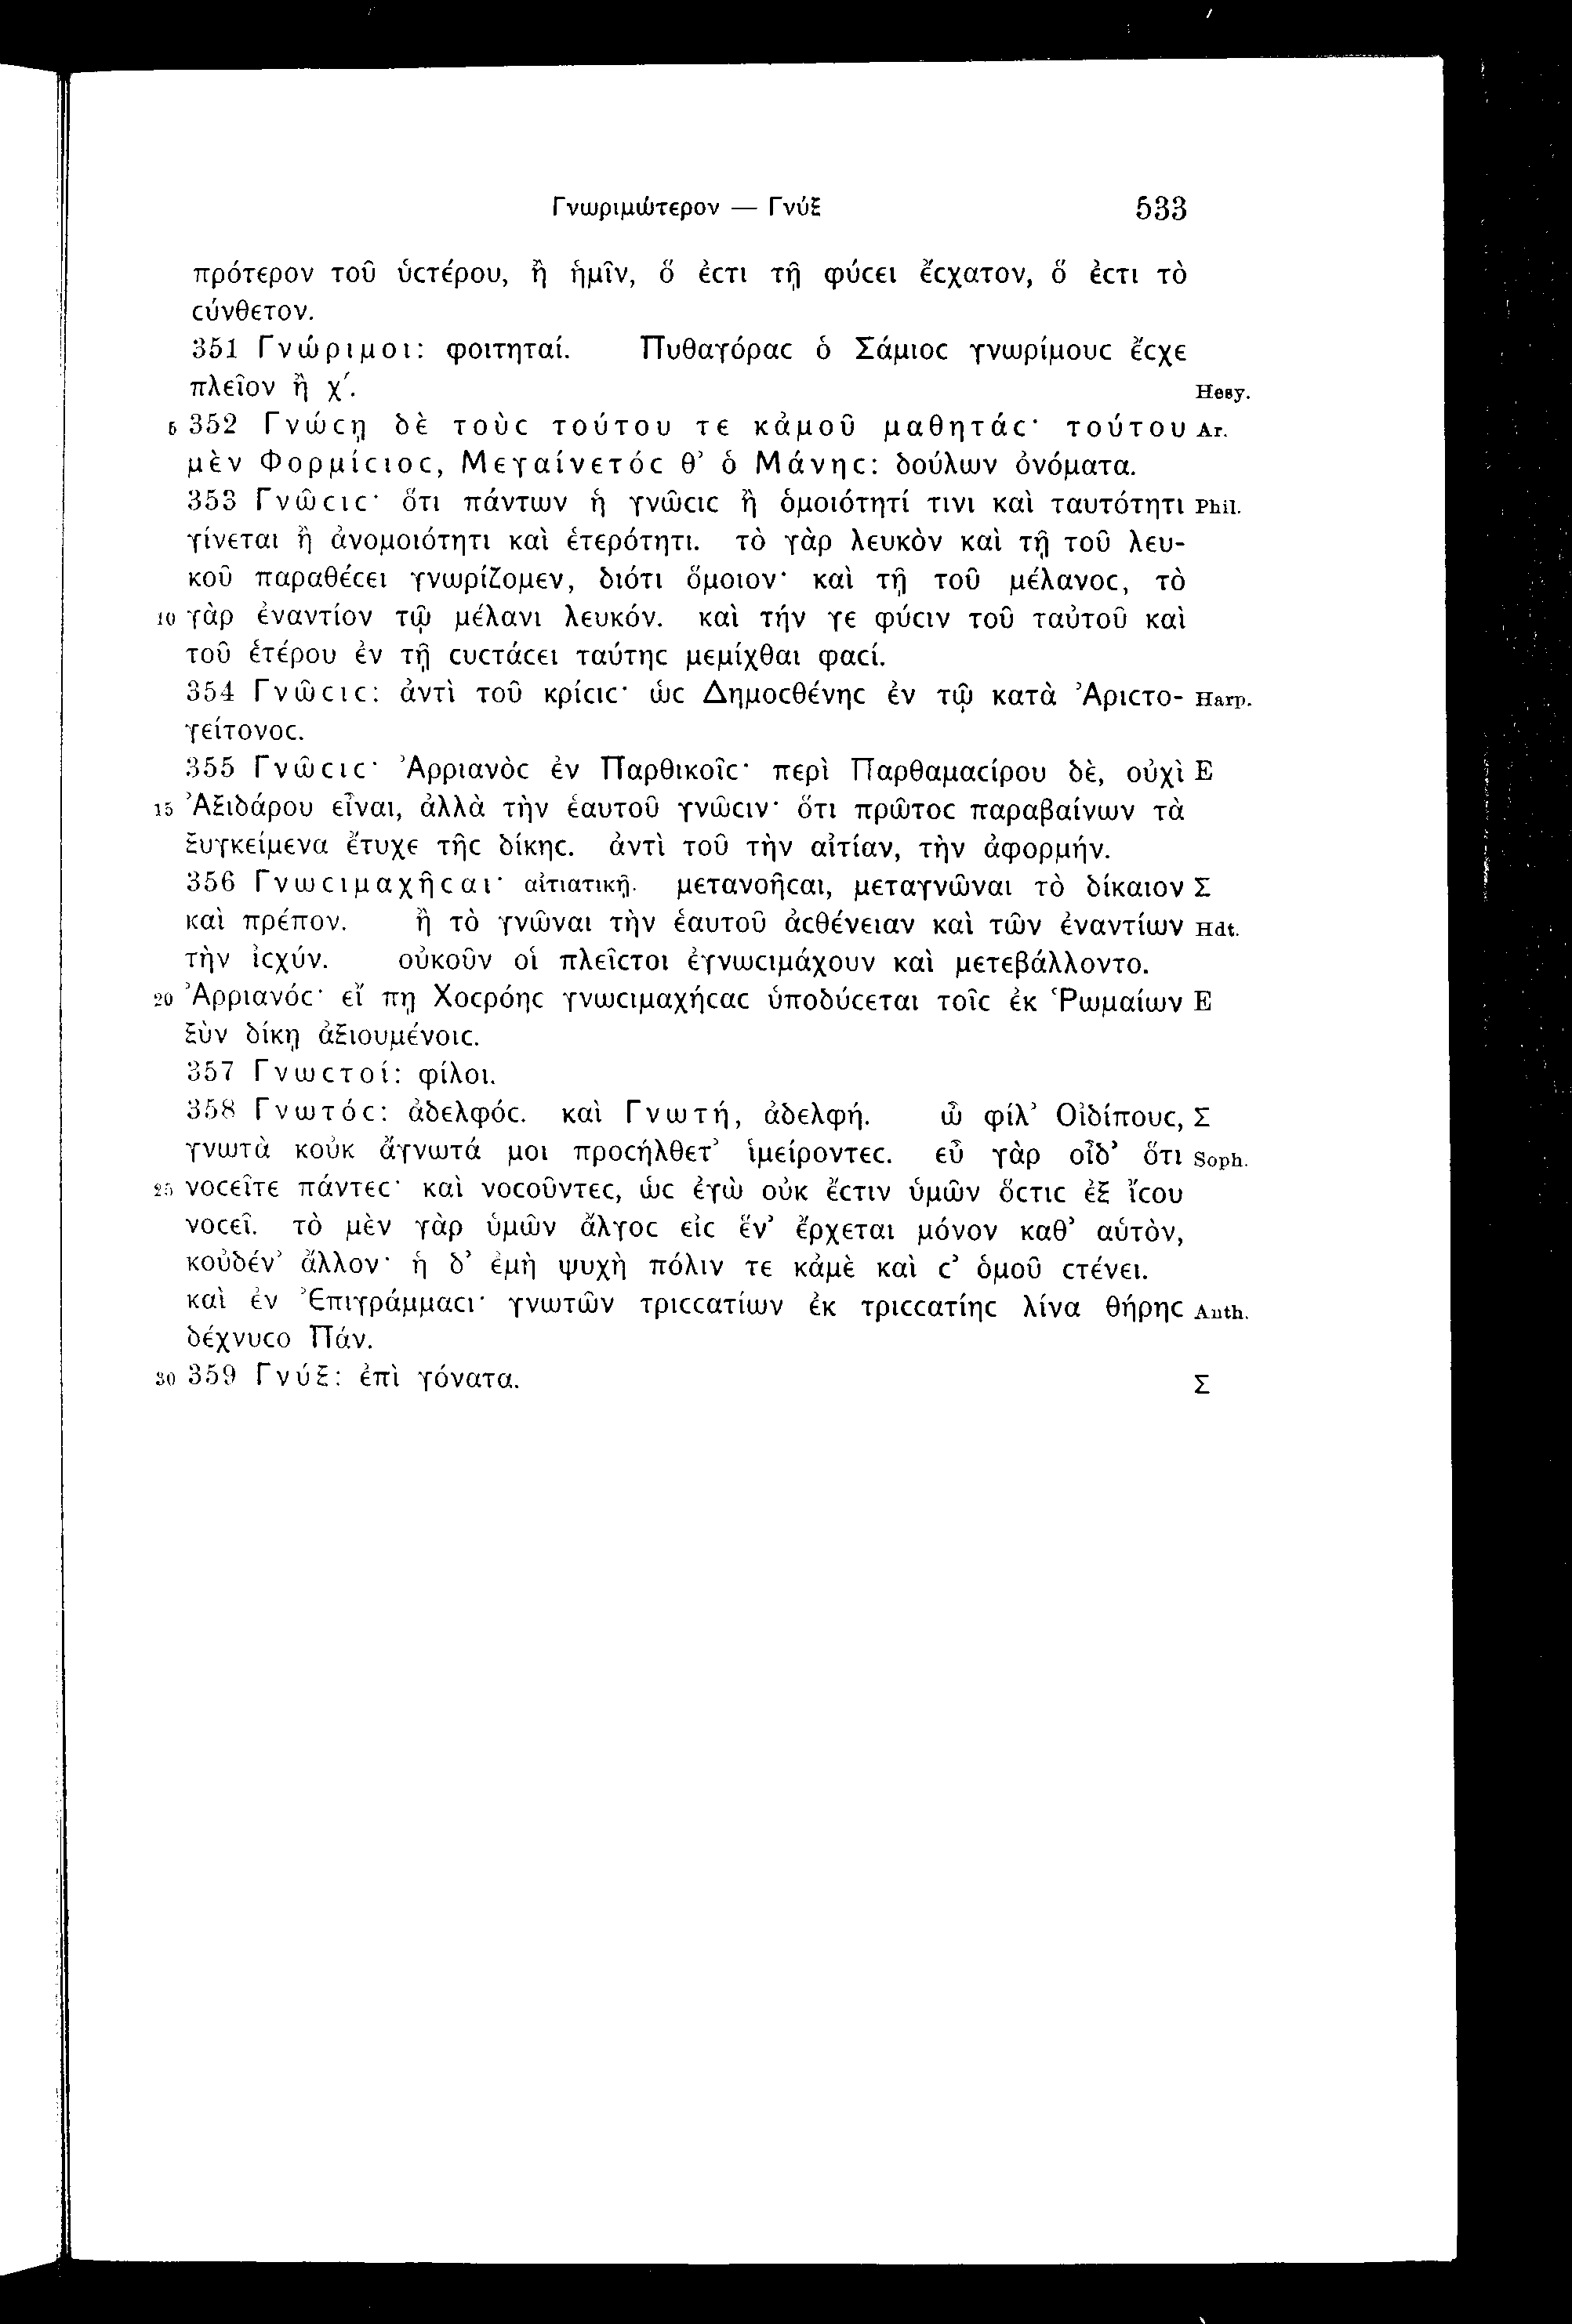 Γνωριμώτερον — Γνύξ 533
πρότερον τοῦ ὑϲτέρου, ἢ ἡμῖν, ὅ ἐϲτι τῇ φύϲει ἔϲχατον, ὅ ἐϲτι τὸ
ϲύνθετον.
351 Γνώριμοι: φοιτηταί. Πυθαγόραϲ ὁ Σάμιοϲ γνωρίμουϲ ἔϲχε
πλεῖον ἢ χ΄. Hesy.
5 352 Γνώϲῃ δὲ τοὺϲ τούτου τε κἀμοῦ μαθητάϲ· τούτου Ar.
μὲν Φορμίϲιοϲ, Μεγαίνετόϲ θ’ ὁ Μάνηϲ: δούλων ὀνόματα.
353 Γνῶϲιϲ· ὅτι πάντων ἡ γνῶϲιϲ ἢ ὁμοιότητί τινι καὶ ταυτότητι Phil.
γίνεται ἢ ἀνομοιότητι καὶ ἑτερότητι. τὸ γὰρ λευκὸν καὶ τῇ τοῦ λευ-
κοῦ παραθέϲει γνωρίζομεν, διότι ὅμοιον· καὶ τῇ τοῦ μέλανοϲ, τὸ
10 γὰρ ἐναντίον τῷ μέλανι λευκόν. καὶ τήν γε φύϲιν τοῦ ταὐτοῦ καὶ
τοῦ ἑτέρου ἐν τῇ ϲυϲτάϲει ταύτηϲ μεμίχθαι φαϲί.
354 Γνῶϲιϲ: ἀντὶ τοῦ κρίϲιϲ· ὡϲ Δημοϲθένηϲ ἐν τῷ κατὰ Ἀριϲτο- Harp.
γείτονοϲ.
355 Γνῶϲιϲ· Ἀρριανὸϲ ἐν Παρθικοῖϲ· περὶ Παρθαμαϲίρου δὲ, οὐχὶ E
15 Ἀξιδάρου εἶναι, ἀλλὰ τὴν ἑαυτοῦ γνῶϲιν· ὅτι πρῶτοϲ παραβαίνων τὰ
ξυγκείμενα ἔτυχε τῆϲ δίκηϲ. ἀντὶ τοῦ τὴν αἰτίαν, τὴν ἀφορμήν.
356 Γνωϲιμαχῆϲαι· αἰτιατικῇ. μετανοῆϲαι, μεταγνῶναι τὸ δίκαιον Σ
καὶ πρέπον. ἢ τὸ γνῶναι τὴν ἑαυτοῦ ἀϲθένειαν καὶ τῶν ἐναντίων Hdt.
τὴν ἰϲχύν. οὐκοῦν οἱ πλεῖϲτοι ἐγνωϲιμάχουν καὶ μετεβάλλοντο.
20 Ἀρριανόϲ· εἴ πῃ Χοϲρόηϲ γνωϲιμαχήϲαϲ ὑποδύϲεται τοῖϲ ἐκ Ῥωμαίων E
ξὺν δίκῃ ἀξιουμένοιϲ.
357 Γνωϲτοί: φίλοι.
358 Γνωτόϲ: ἀδελφόϲ. καὶ Γνωτή, ἀδελφή. ὦ φίλ’ Οἰδίπουϲ, Σ
γνωτὰ κοὐκ ἄγνωτά μοι προϲήλθετ’ ἱμείροντεϲ. εὖ γὰρ οἶδ’ ὅτι Soph.
25 νοϲεῖτε πάντεϲ· καὶ νοϲοῦντεϲ, ὡϲ ἐγὼ οὐκ ἔϲτιν ὑμῶν ὅϲτιϲ ἐξ ἴϲου
νοϲεῖ. τὸ μὲν γὰρ ὑμῶν ἄλγοϲ εἰϲ ἕν’ ἔρχεται μόνον καθ’ αὑτὸν,
κοὐδέν’ ἄλλον· ἡ δ’ ἐμὴ ψυχὴ πόλιν τε κἀμὲ καὶ ϲ’ ὁμοῦ ϲτένει.
καὶ ἐν Ἐπιγράμμαϲι· γνωτῶν τριϲϲατίων ἐκ τριϲϲατίηϲ λίνα θήρηϲ Anth.
δέχνυϲο Πάν.
30 359 Γνύξ: ἐπὶ γόνατα. Σ